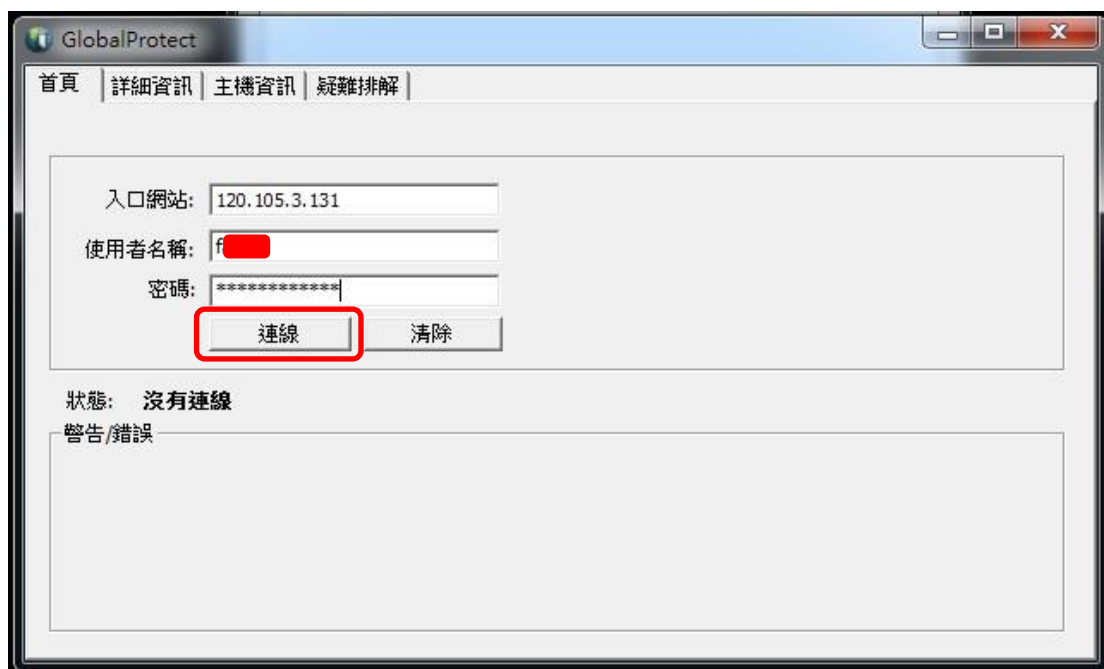 GlobalProtect
首頁 詳細資訊 主機資訊 疑難排解
入口網站: 120.105.3.131
使用者名稱: f
密碼: ************
連線 清除
狀態: 沒有連線
警告/錯誤